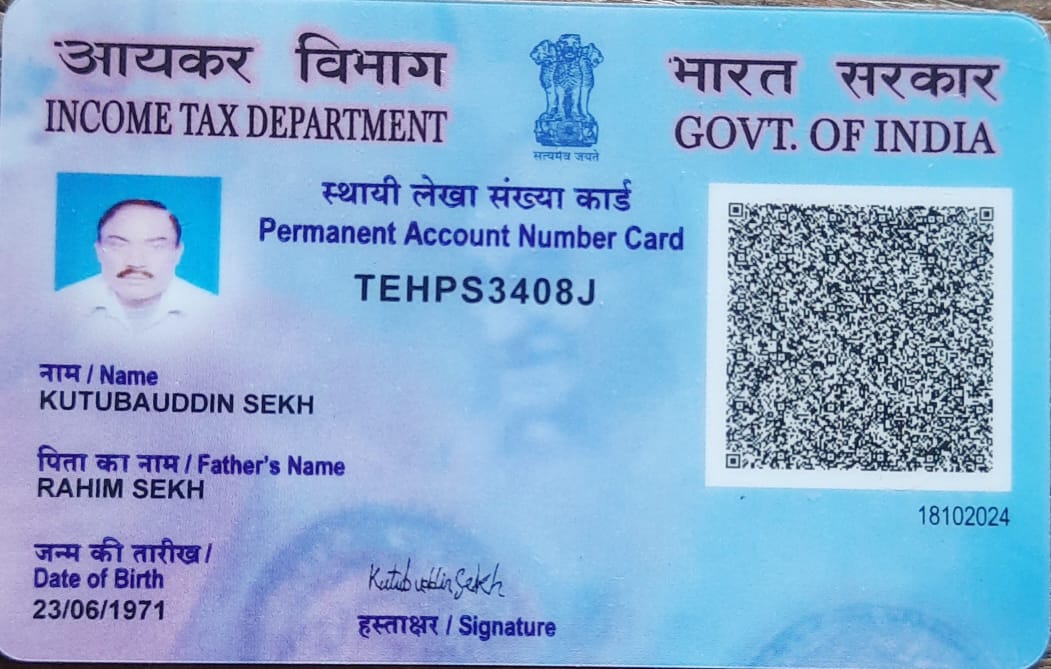 आयकर विभाग
INCOME TAX DEPARTMENT
सत्यमेव जयते
भारत सरकार
GOVT. OF INDIA
स्थायी लेखा संख्या कार्ड
Permanent Account Number Card
TEHPS3408J
नाम / Name
KUTUBAUDDIN SEKH
पिता का नाम / Father's Name
RAHIM SEKH
18102024
जन्म की तारीख /
Date of Birth
23/06/1971
Kutubuddin Sekh
हस्ताक्षर / Signature